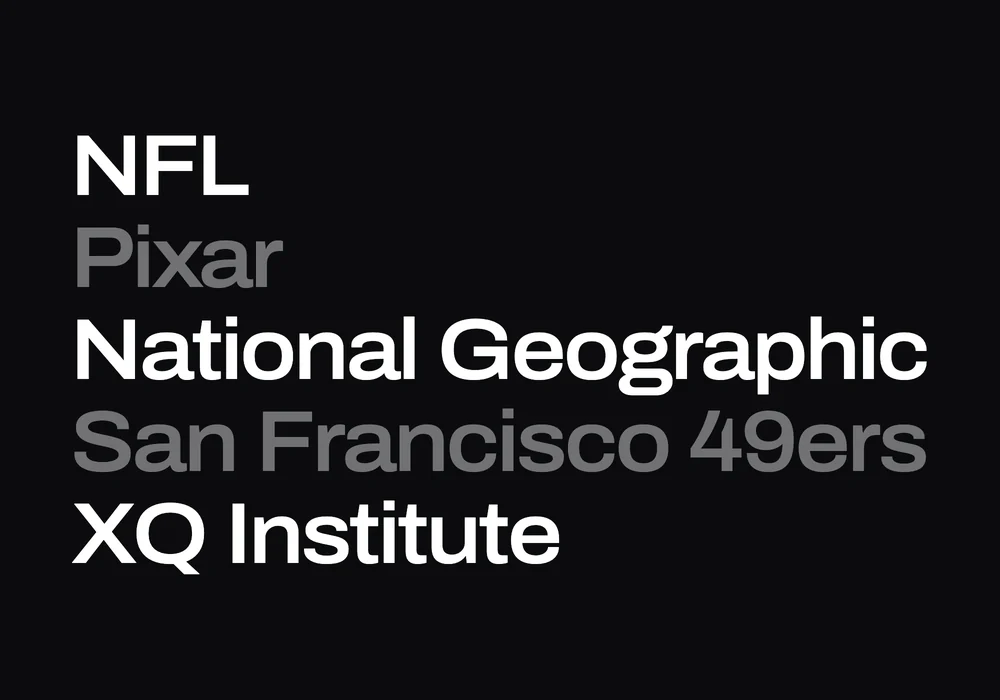 NFL
Pixar
National Geographic
San Francisco 49ers
XQ Institute